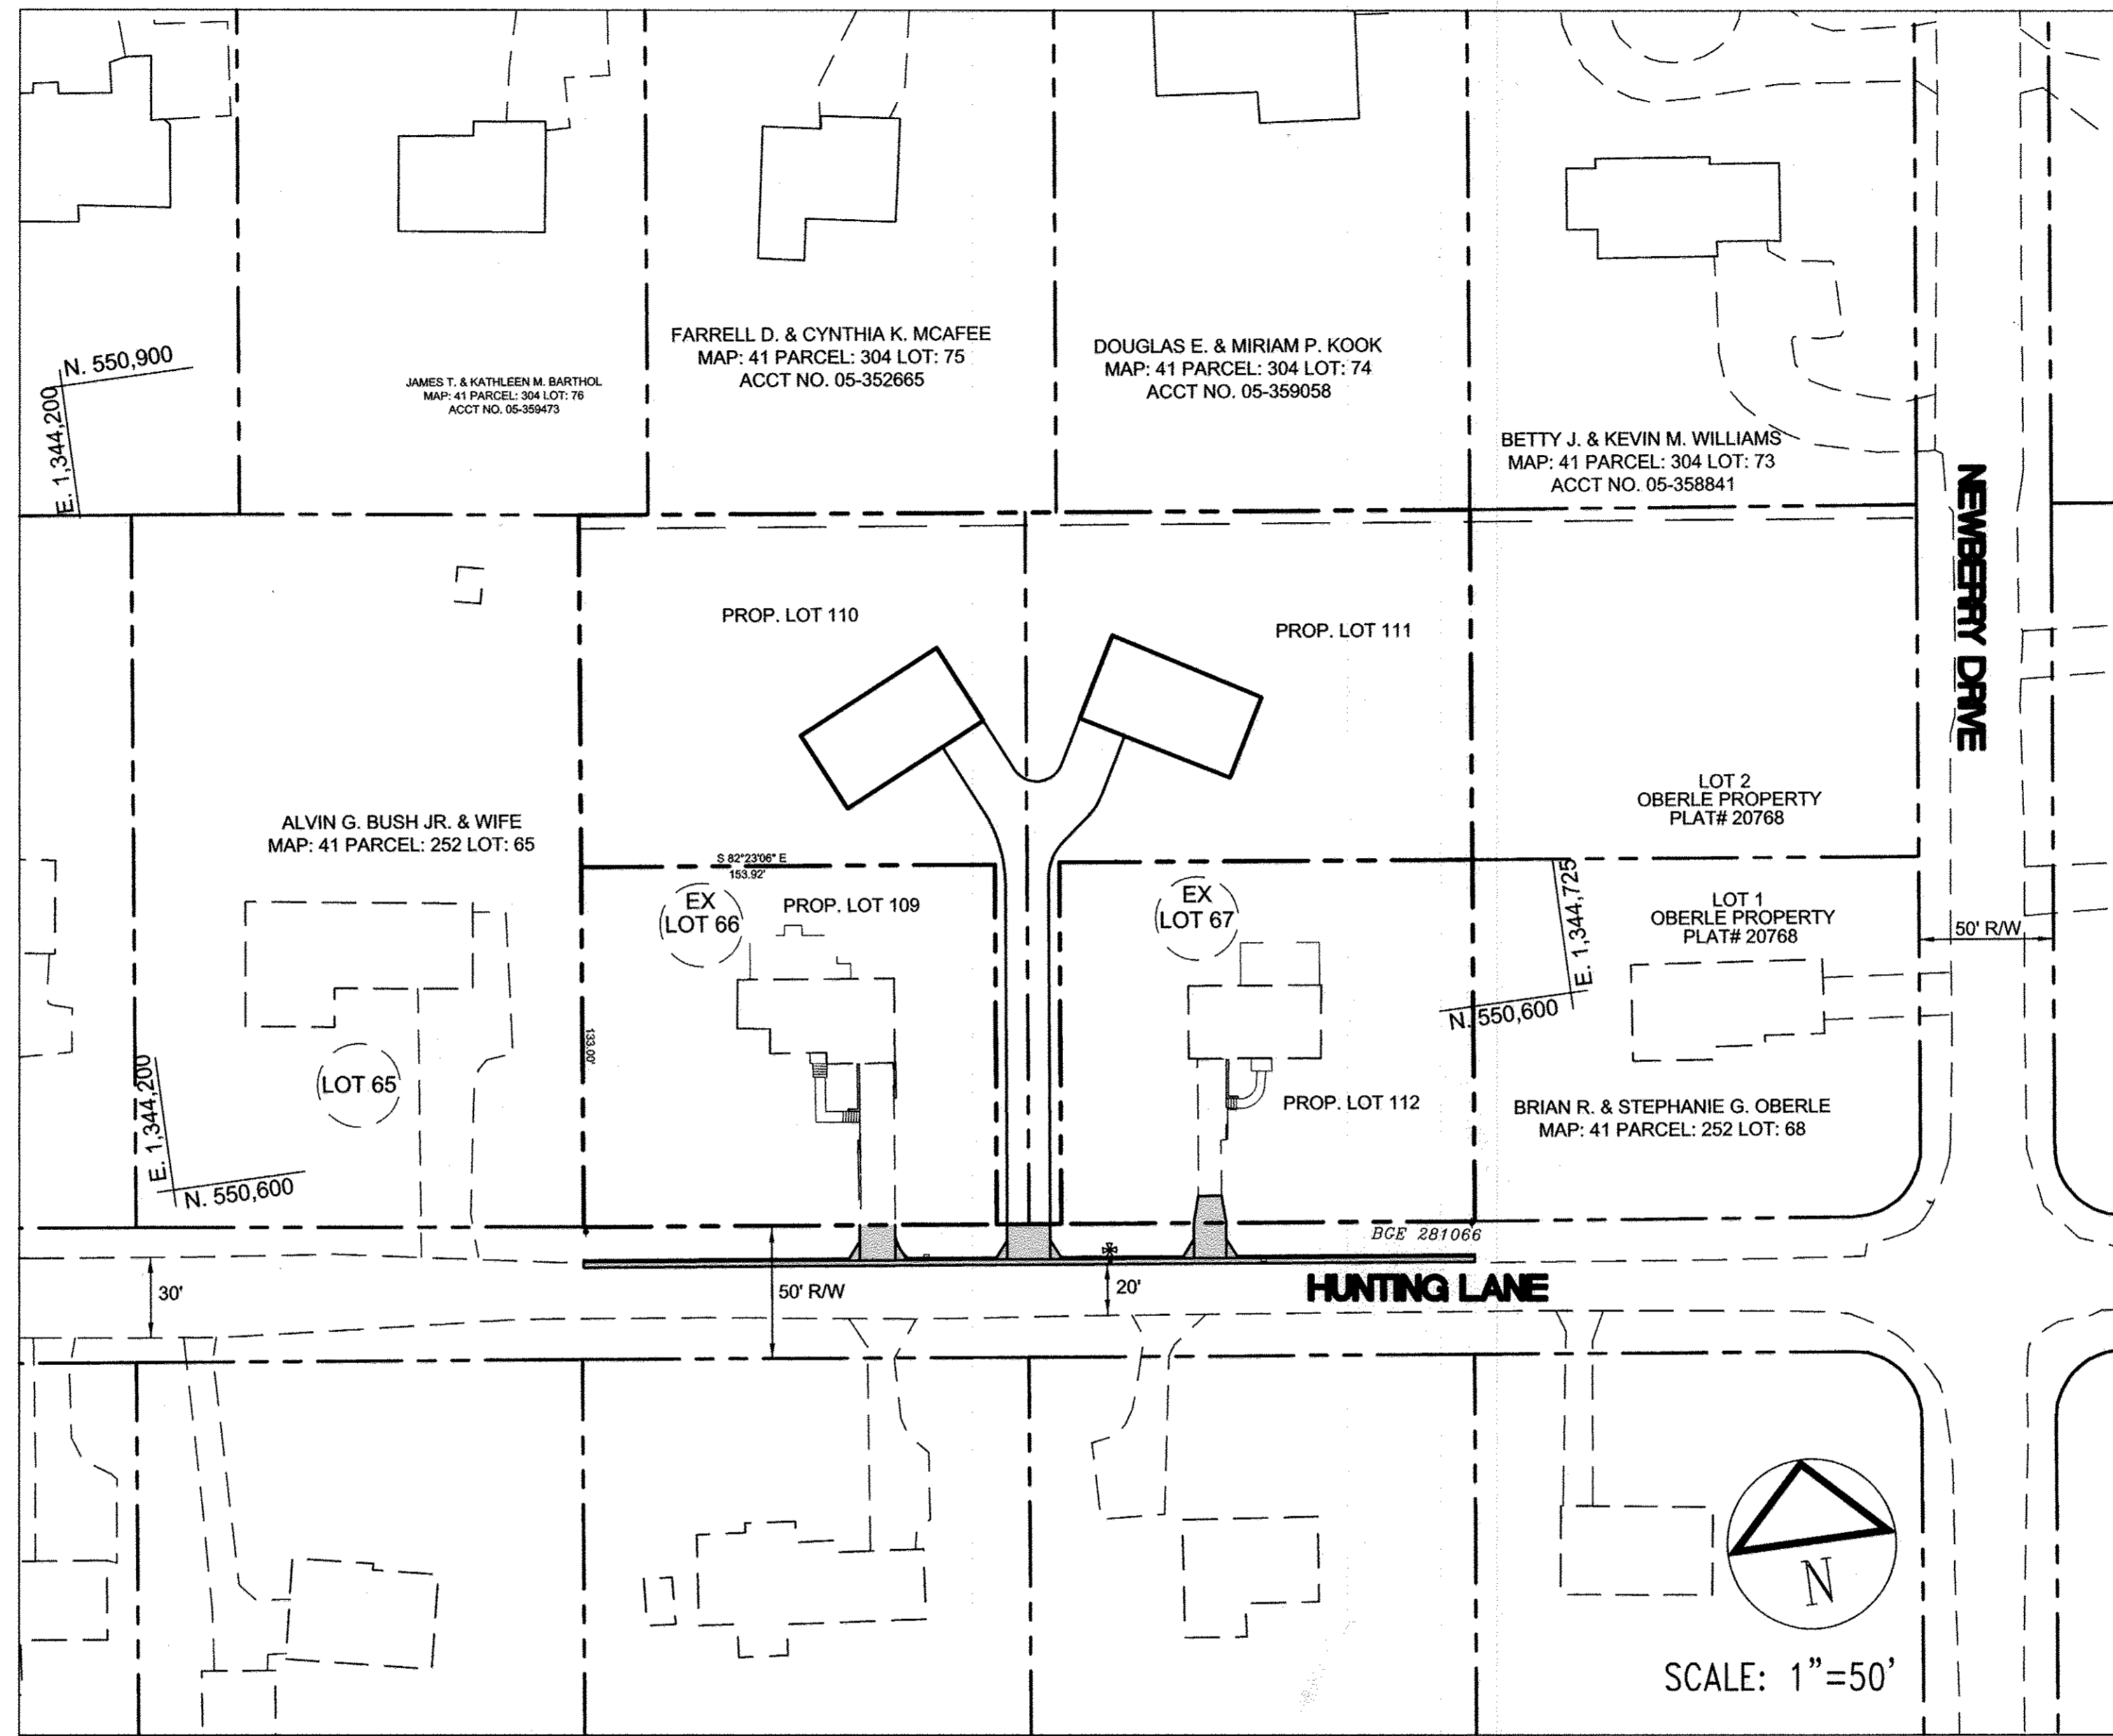 N. 550,900
E. 1,344,200
JAMES T. & KATHLEEN M. BARTHOL
MAP: 41 PARCEL: 304 LOT: 76
ACCT NO. 05-359473
FARRELL D. & CYNTHIA K. MCAFEE
MAP: 41 PARCEL: 304 LOT: 75
ACCT NO. 05-352665
DOUGLAS E. & MIRIAM P. KOOK
MAP: 41 PARCEL: 304 LOT: 74
ACCT NO. 05-359058
BETTY J. & KEVIN M. WILLIAMS
MAP: 41 PARCEL: 304 LOT: 73
ACCT NO. 05-358841
NEWBERRY DRIVE
PROP. LOT 110
PROP. LOT 111
LOT 2
OBERLE PROPERTY
PLAT# 20768
ALVIN G. BUSH JR. & WIFE
MAP: 41 PARCEL: 252 LOT: 65
S 82°23'06" E
153.92'
EX
LOT 66
PROP. LOT 109
EX
LOT 67
E. 1,344,725
N. 550,600
LOT 1
OBERLE PROPERTY
PLAT# 20768
50' R/W
133.00'
LOT 65
PROP. LOT 112
BRIAN R. & STEPHANIE G. OBERLE
MAP: 41 PARCEL: 252 LOT: 68
E. 1,344,200
N. 550,600
BGE 281066
30'
50' R/W
20'
HUNTING LANE
N
SCALE: 1"=50'